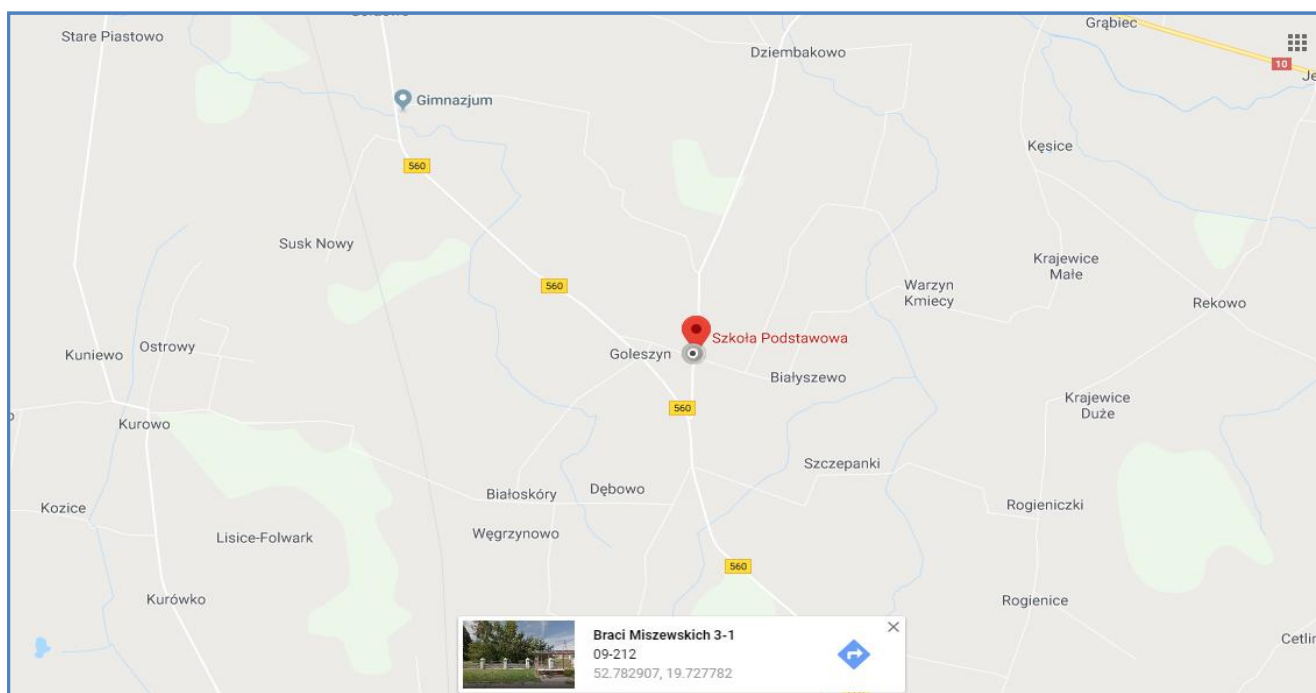 Grąbiec
Stare Piastowo
Dziembakowo
10
Gimnazjum
Kęsice
560
Susk Nowy
Krajewice
Małe
560
Warzyn
Kmiecy
Rekowo
Szkoła Podstawowa
Ostrowy
Goleszyn
Kuniewo
Białyszewo
Krajewice
Duże
560
Kurowo
Szczepanki
Białoskóry
Dębowo
Rogieniczki
Kozice
Węgrzynowo
Lisice-Folwark
560
Kurówko
Rogienice
Cetlin
Braci Miszewskich 3-1
09-212
52.782907, 19.727782